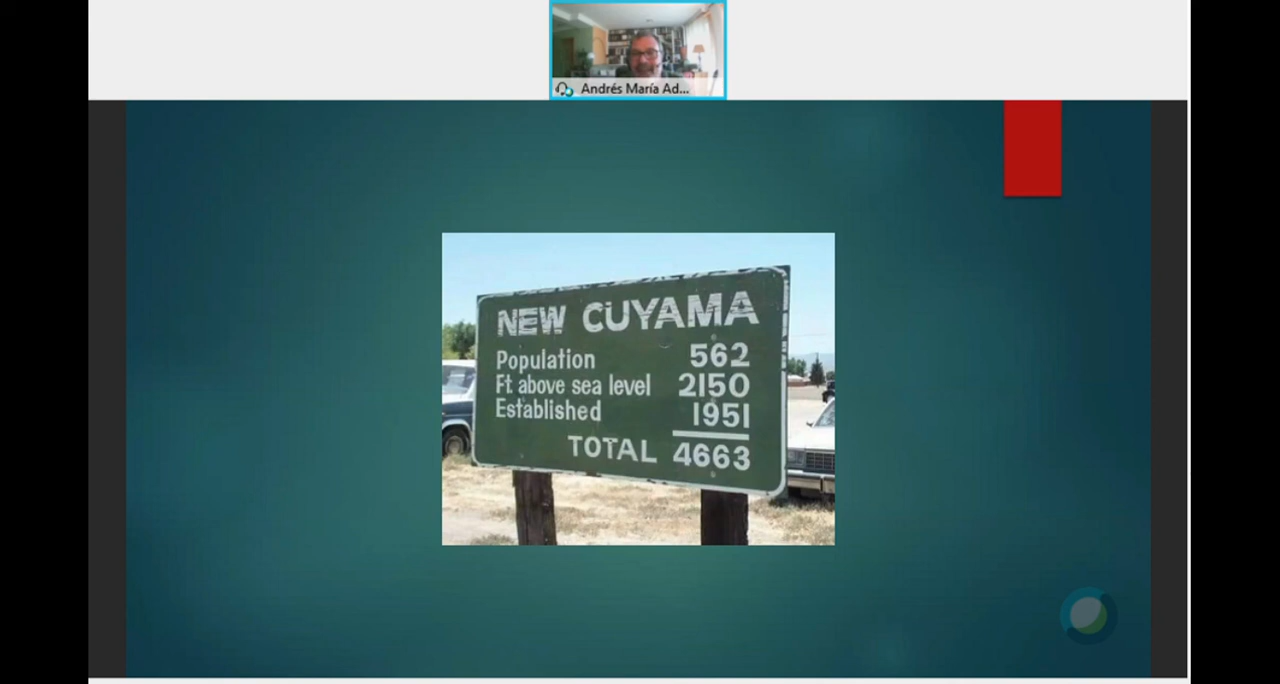 Andrés María Ad...
NEW CUYAMA
Population 562
Ft. above sea level 2150
Established 1951
TOTAL 4663